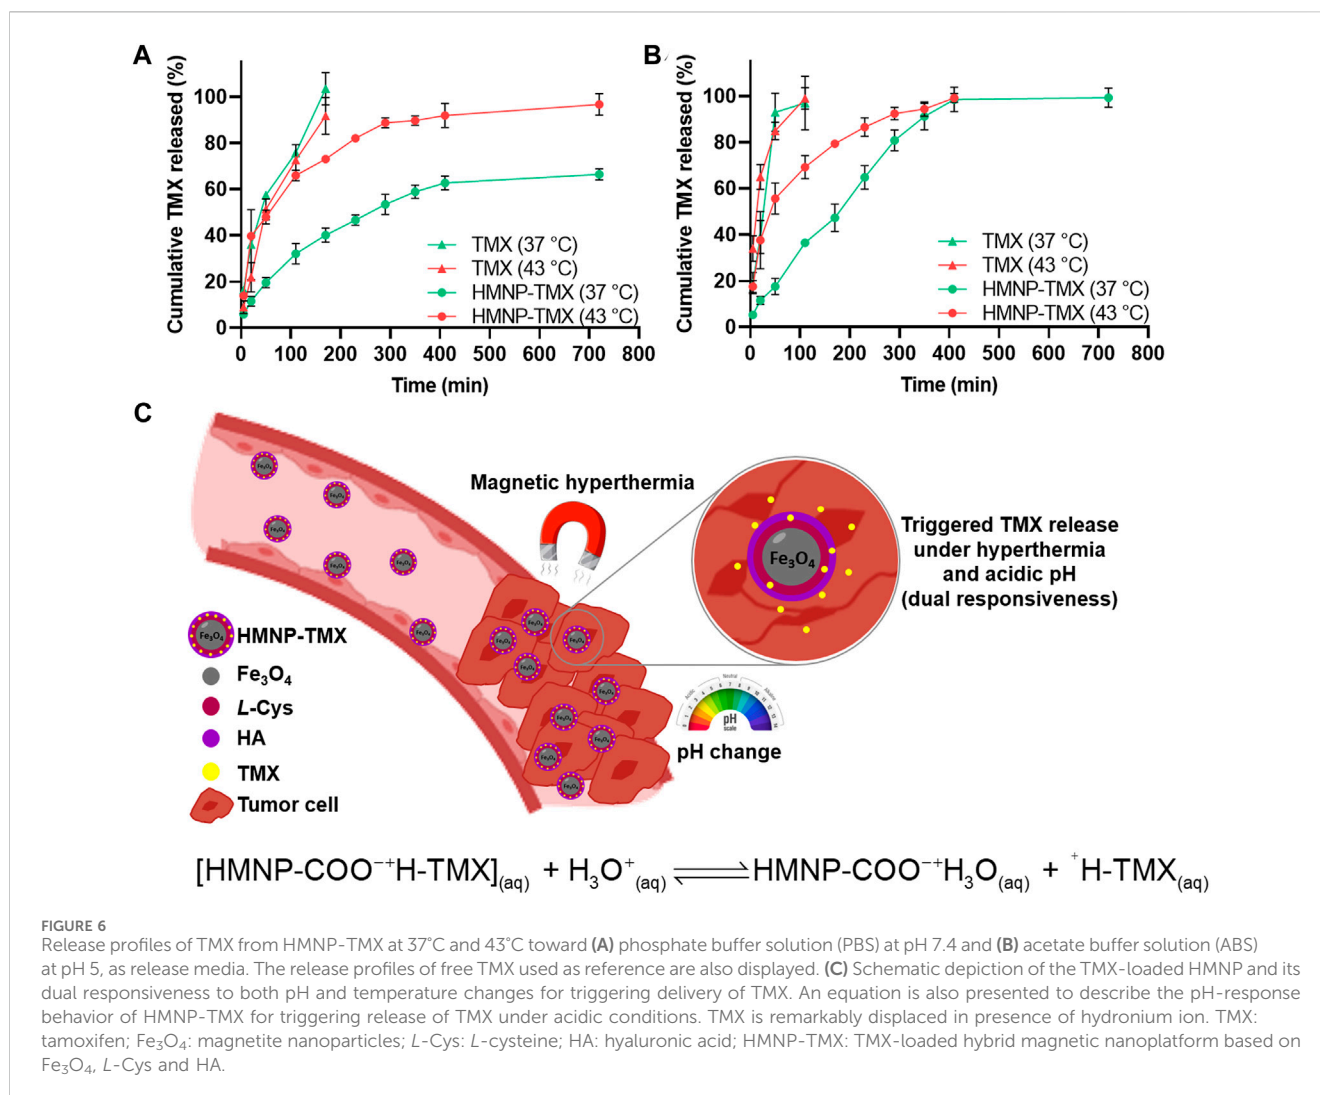 A
Cumulative TMX released (%)
100
80
60
40
20
0
0 100 200 300 400 500 600 700 800
Time (min)
TMX (37 °C)
TMX (43 °C)
HMNP-TMX (37 °C)
HMNP-TMX (43 °C)
B
Cumulative TMX released (%)
100
80
60
40
20
0
0 100 200 300 400 500 600 700 800
Time (min)
TMX (37 °C)
TMX (43 °C)
HMNP-TMX (37 °C)
HMNP-TMX (43 °C)
C
Magnetic hyperthermia
Fe₃O₄
Triggered TMX release
under hyperthermia
and acidic pH
(dual responsiveness)
Fe₃O₄
HMNP-TMX
Fe₃O₄
L-Cys
HA
TMX
Tumor cell
Acidic
Neutral
Alkaline
pH
scale
pH change
[HMNP-COO⁻⁺H-TMX](aq) + H₃O⁺(aq) ⇌ HMNP-COO⁻⁺H₃O(aq) + ⁺H-TMX(aq)
FIGURE 6
Release profiles of TMX from HMNP-TMX at 37°C and 43°C toward (A) phosphate buffer solution (PBS) at pH 7.4 and (B) acetate buffer solution (ABS)
at pH 5, as release media. The release profiles of free TMX used as reference are also displayed. (C) Schematic depiction of the TMX-loaded HMNP and its
dual responsiveness to both pH and temperature changes for triggering delivery of TMX. An equation is also presented to describe the pH-response
behavior of HMNP-TMX for triggering release of TMX under acidic conditions. TMX is remarkably displaced in presence of hydronium ion. TMX:
tamoxifen; Fe₃O₄: magnetite nanoparticles; L-Cys: L-cysteine; HA: hyaluronic acid; HMNP-TMX: TMX-loaded hybrid magnetic nanoplatform based on
Fe₃O₄, L-Cys and HA.